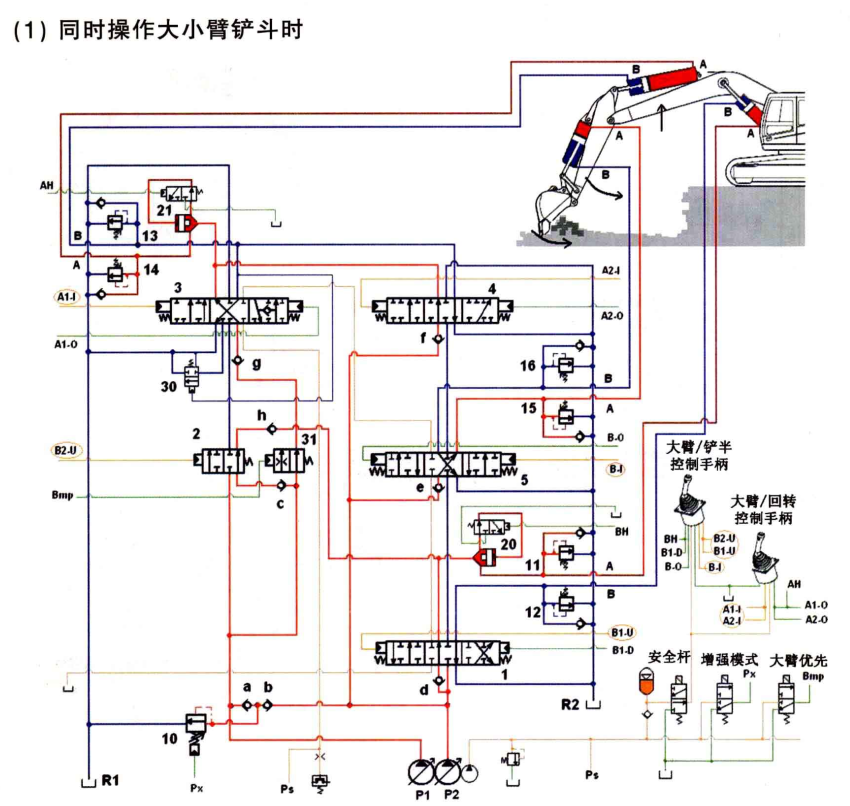 (1) 同时操作大小臂铲斗时
B
A
A
B
A
B
AH
21
B
13
A
14
3
4
A1-I
A2-I
A2-O
A1-O
f
g
30
16
B
15
A
B-O
h
2
31
B2-U
B-I
e
5
Bmp
c
大臂/铲半
控制手柄
大臂/回转
控制手柄
BH
20
11
A
B
12
BH
B1-D
B-O
B2-U
B1-U
B-I
AH
A1-I
A2-I
A1-O
A2-O
B1-U
B1-D
1
d
a
b
R2
安全杆
增强模式
大臂优先
Px
Bmp
10
M
R1
Px
Ps
P1
P2
Ps